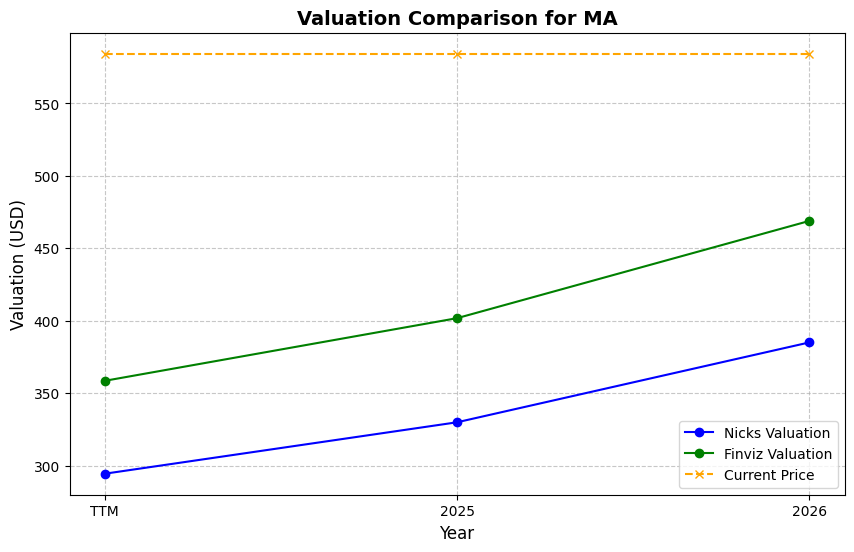 Valuation Comparison for MA
Valuation (USD)
550
500
450
400
350
300
TTM
2025
2026
Year
Nicks Valuation
Finviz Valuation
Current Price